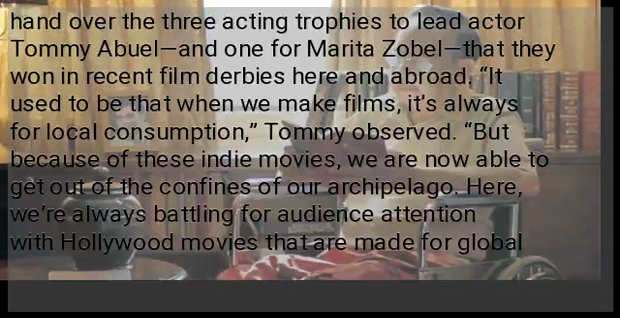 hand over the three acting trophies to lead actor
Tommy Abuel—and one for Marita Zobel—that they
won in recent film derbies here and abroad. “It
used to be that when we make films, it’s always
for local consumption,” Tommy observed. “But
because of these indie movies, we are now able to
get out of the confines of our archipelago. Here,
we’re always battling for audience attention
with Hollywood movies that are made for global